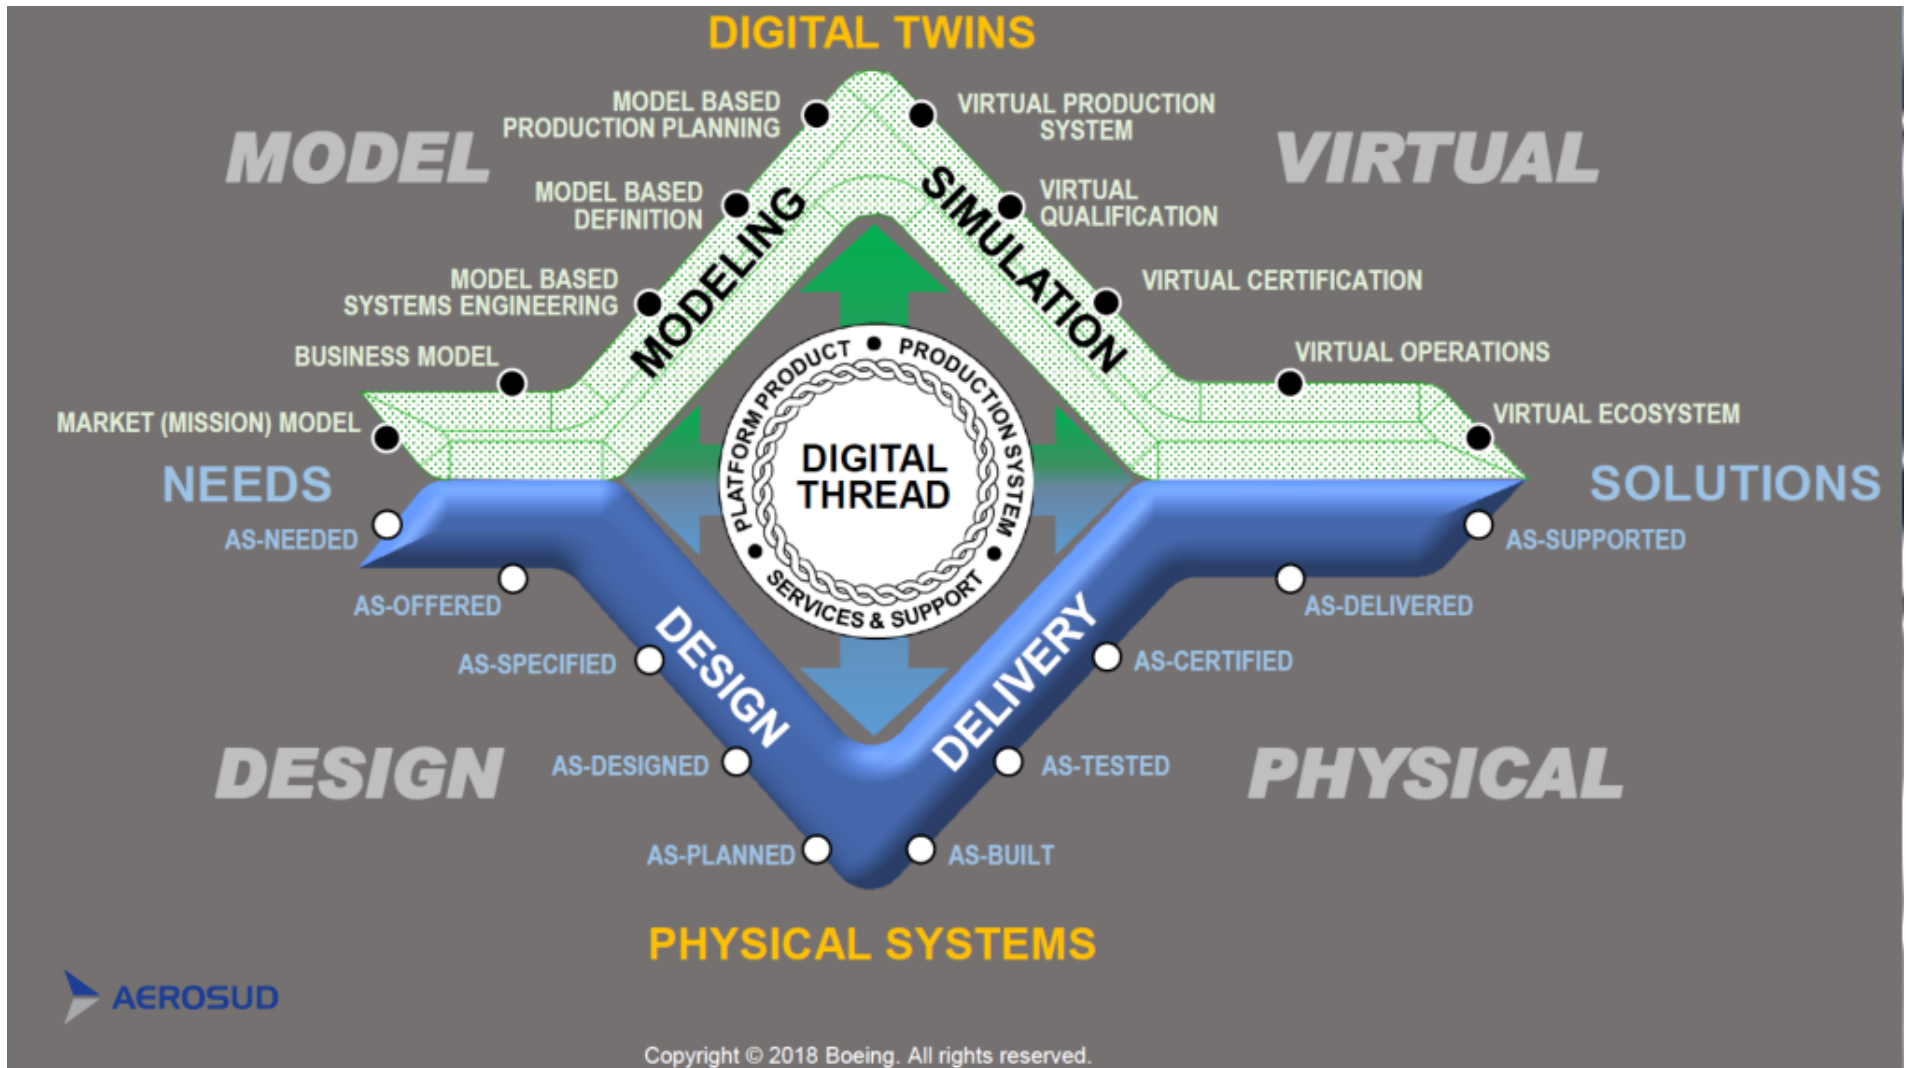 DIGITAL TWINS
MODEL BASED
PRODUCTION PLANNING
VIRTUAL PRODUCTION
SYSTEM
MODEL
VIRTUAL
MODEL BASED
DEFINITION
VIRTUAL
QUALIFICATION
MODELING
SIMULATION
MODEL BASED
SYSTEMS ENGINEERING
VIRTUAL CERTIFICATION
BUSINESS MODEL
VIRTUAL OPERATIONS
MARKET (MISSION) MODEL
VIRTUAL ECOSYSTEM
PLATFORM PRODUCT • PRODUCTION SYSTEM • SERVICES & SUPPORT •
DIGITAL
THREAD
NEEDS
SOLUTIONS
AS-NEEDED
AS-SUPPORTED
AS-OFFERED
AS-DELIVERED
AS-SPECIFIED
AS-CERTIFIED
DESIGN
DELIVERY
DESIGN
PHYSICAL
AS-DESIGNED
AS-TESTED
AS-PLANNED
AS-BUILT
PHYSICAL SYSTEMS
AEROSUD
Copyright © 2018 Boeing. All rights reserved.